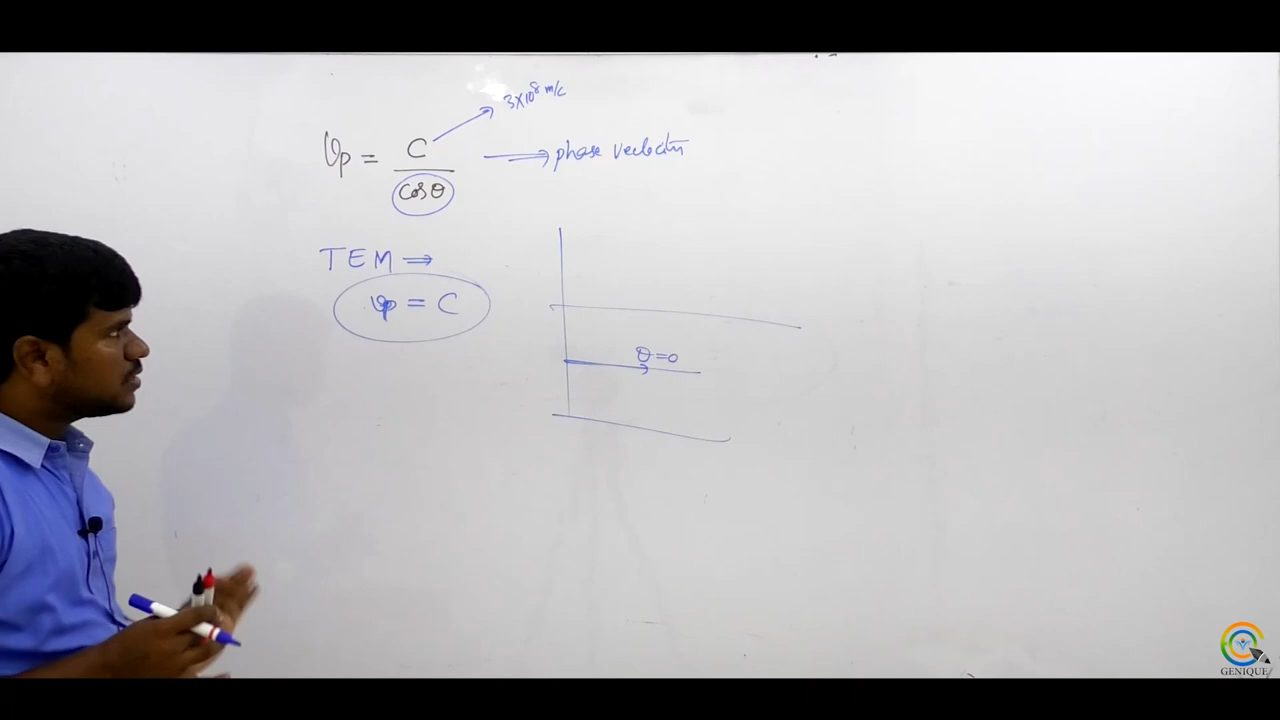 3×10⁸ m/c
Vp = C / cosθ ⟹ phase velocity
TEM ⟹
Vp = C
θ=0
GENIQUE